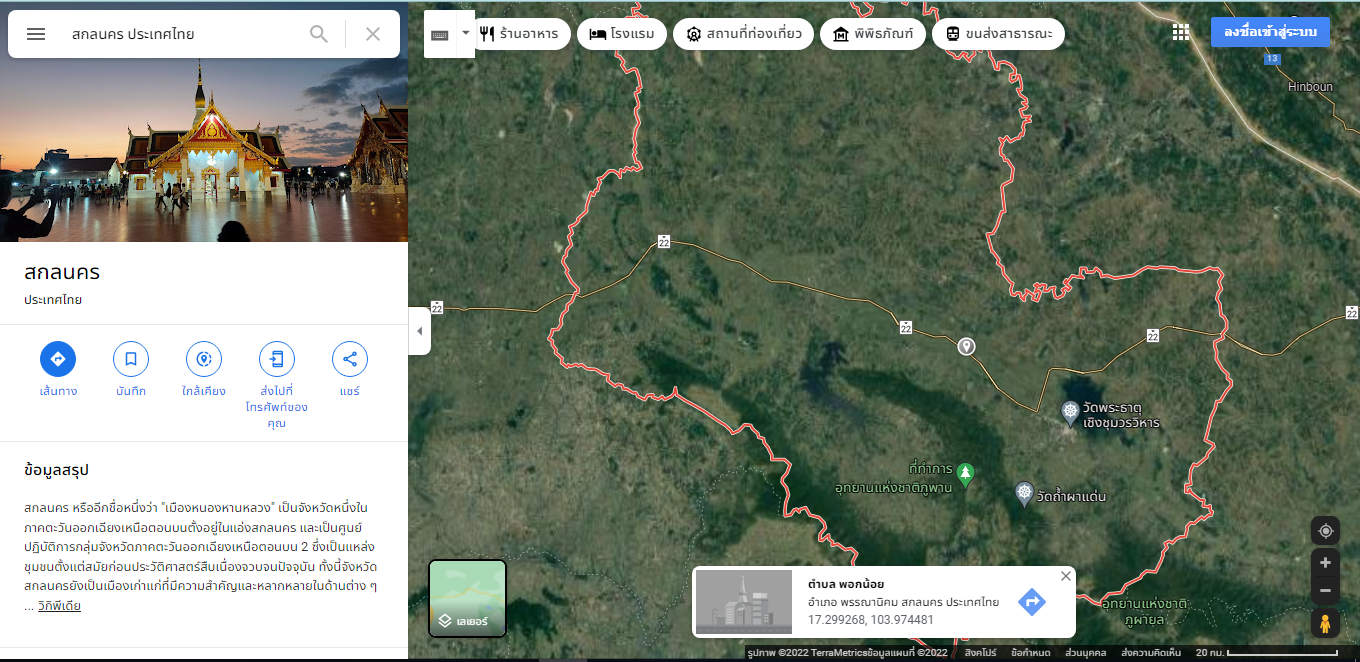 สกลนคร ประเทศไทย
ร้านอาหาร
โรงแรม
สถานที่ท่องเที่ยว
พิพิธภัณฑ์
ขนส่งสาธารณะ
ลงชื่อเข้าสู่ระบบ
13
Hinboun
22
22
22
22
22
สกลนคร
ประเทศไทย
เส้นทาง
บันทึก
ใกล้เคียง
ส่งไปที่
โทรศัพท์ของ
คุณ
แชร์
ข้อมูลสรุป
สกลนคร หรืออีกชื่อหนึ่งว่า "เมืองหนองหานหลวง" เป็นจังหวัดหนึ่งใน
ภาคตะวันออกเฉียงเหนือตอนบนตั้งอยู่ในแอ่งสกลนคร และเป็นศูนย์
ปฏิบัติการกลุ่มจังหวัดภาคตะวันออกเฉียงเหนือตอนบน 2 ซึ่งเป็นแหล่ง
ชุมชนตั้งแต่สมัยก่อนประวัติศาสตร์สืบเนื่องจวบจนปัจจุบัน ทั้งนี้จังหวัด
สกลนครยังเป็นเมืองเก่าแก่ที่มีความสำคัญและหลากหลายในด้านต่าง ๆ
... วิกิพีเดีย
วัดพระธาตุ
เชิงชุมวรวิหาร
ที่ทำการ
อุทยานแห่งชาติภูพาน
วัดถ้ำผาแด่น
อุทยานแห่งชาติ
ภูผายล
เลเยอร์
ตำบล พอกน้อย
อำเภอ พรรณานิคม สกลนคร ประเทศไทย
17.299268, 103.974481
รูปภาพ ©2022 TerraMetricsข้อมูลแผนที่ ©2022 สิงคโปร์ ข้อกำหนด ส่วนบุคคล ส่งความคิดเห็น 20 กม.